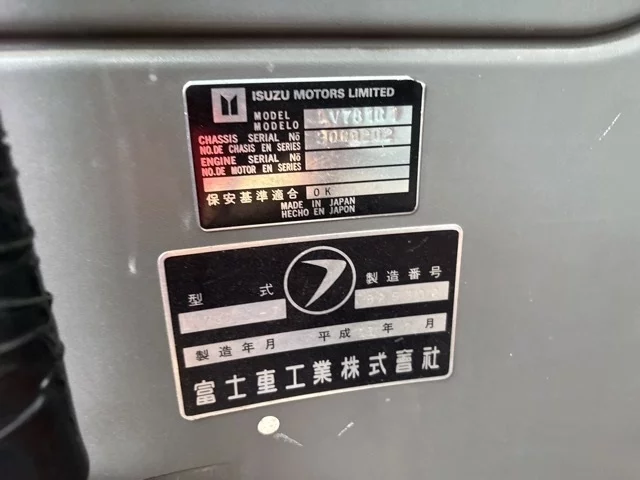 ISUZU MOTORS LIMITED
MODEL
MODELO
CHASSIS SERIAL No
NO.DE CHASIS EN SERIES
ENGINE SERIAL No
NO.DE MOTOR EN SERIES
保安基準適合 OK
MADE IN JAPAN
HECHO EN JAPON
型式 製造番号
製造年月 平成 年 月
富士重工業株式會社